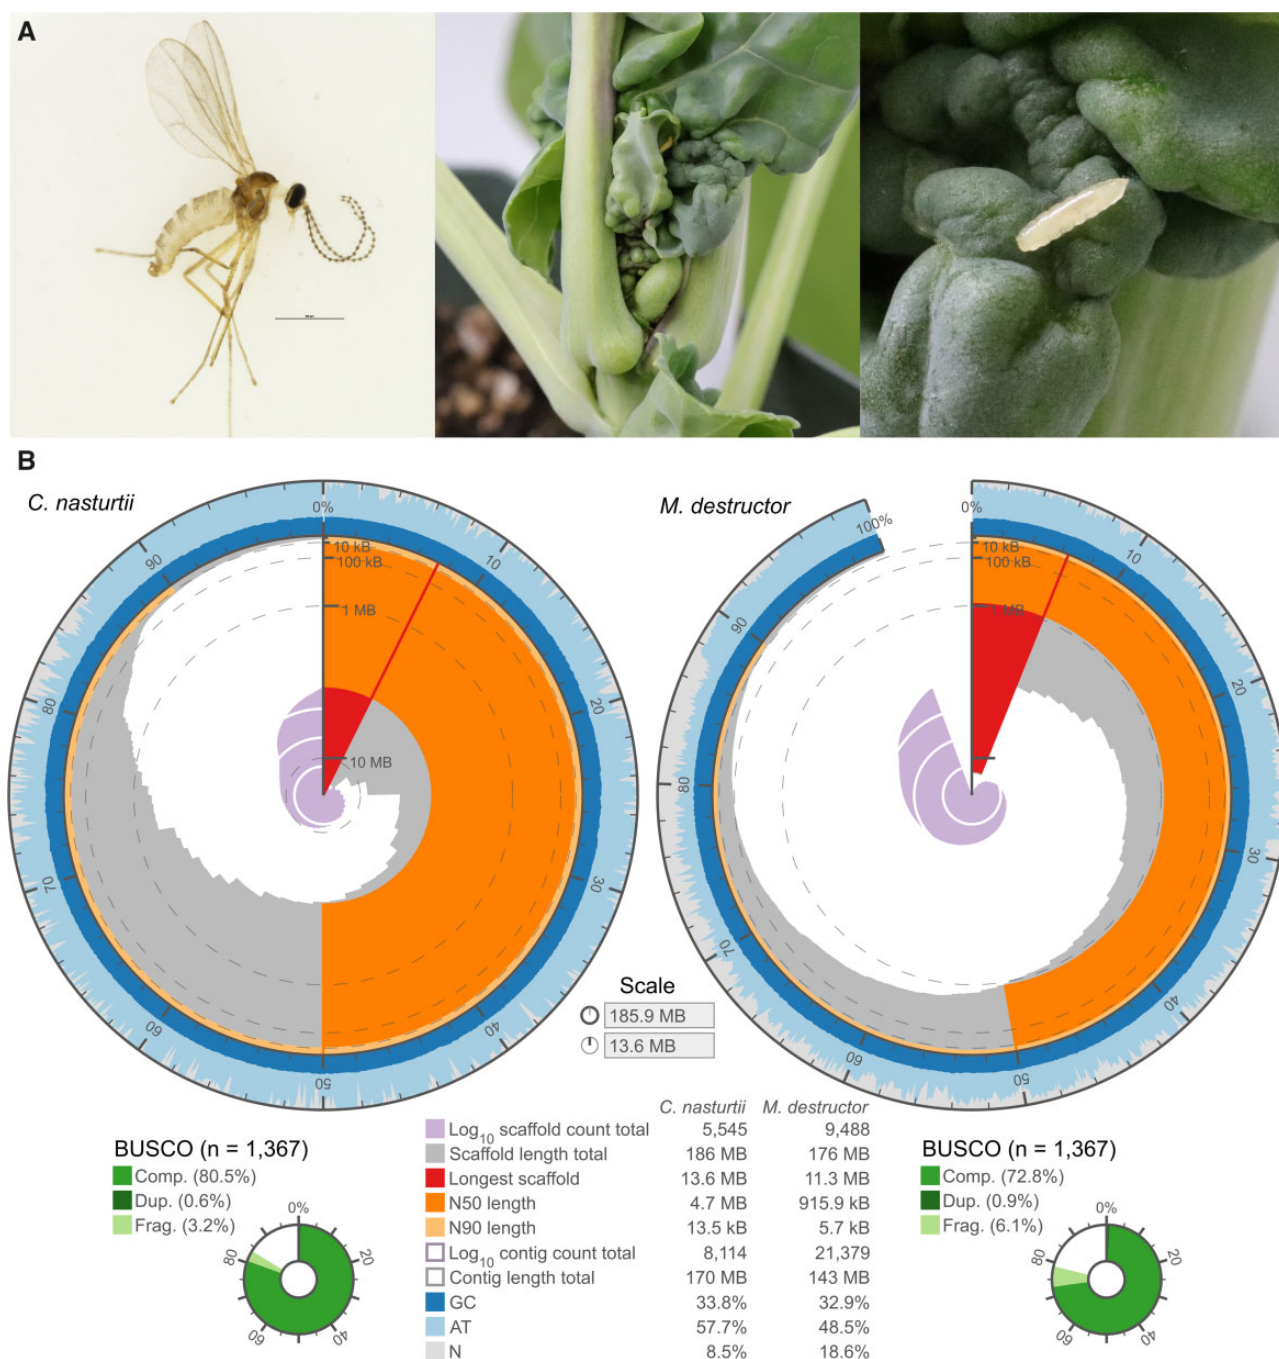 A
B
C. nasturtii
M. destructor
0%
10
20
30
40
50
60
70
80
90
10 kB
100 kB
1 MB
10 MB
0%
10
20
30
40
50
60
70
80
90
100%
10 kB
100 kB
1 MB
Scale
185.9 MB
13.6 MB
C. nasturtii M. destructor
Log10 scaffold count total 5,545 9,488
Scaffold length total 186 MB 176 MB
Longest scaffold 13.6 MB 11.3 MB
N50 length 4.7 MB 915.9 kB
N90 length 13.5 kB 5.7 kB
Log10 contig count total 8,114 21,379
Contig length total 170 MB 143 MB
GC 33.8% 32.9%
AT 57.7% 48.5%
N 8.5% 18.6%
BUSCO (n = 1,367)
Comp. (80.5%)
Dup. (0.6%)
Frag. (3.2%)
0%
20
40
60
80
BUSCO (n = 1,367)
Comp. (72.8%)
Dup. (0.9%)
Frag. (6.1%)
0%
20
40
60
80